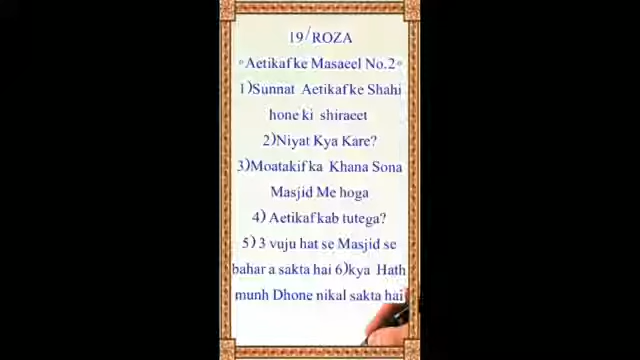 19/ROZA
°Aetikaf ke Masaeel No.2°
1)Sunnat Aetikaf ke Shahi
hone ki shiraeet
2)Niyat Kya Kare?
3)Moatakif ka Khana Sona
Masjid Me hoga
4) Aetikaf kab tutega?
5) 3 vuju hat se Masjid se
bahar a sakta hai 6)kya Hath
munh Dhone nikal sakta hai